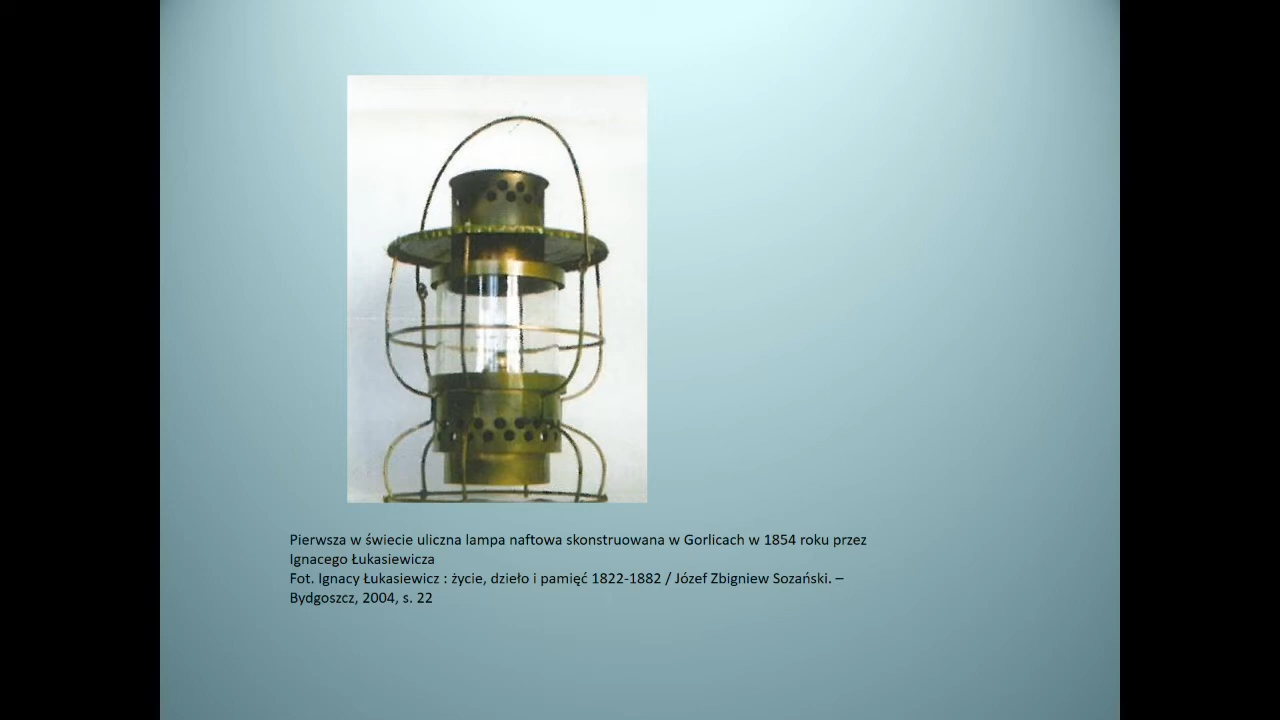 Pierwsza w świecie uliczna lampa naftowa skonstruowana w Gorlicach w 1854 roku przez
Ignacego Łukasiewicza
Fot. Ignacy Łukasiewicz : życie, dzieło i pamięć 1822-1882 / Józef Zbigniew Sozański. –
Bydgoszcz, 2004, s. 22